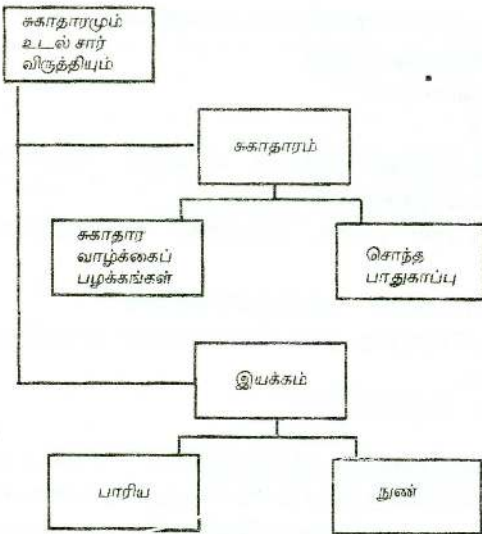 சுகாதாரமும்
உடல் சார்
விருத்தியும்
சுகாதாரம்
சுகாதார
வாழ்க்கைப்
பழக்கங்கள்
சொந்த
பாதுகாப்பு
இயக்கம்
பாரிய
நுண்